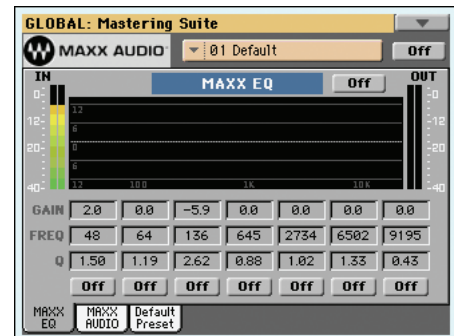 GLOBAL: Mastering Suite
MAXX AUDIO 01 Default Off
IN MAXX EQ Off OUT
0- -0
12- 12 -12
6
20- 0 -20
6
40- 12 100 1K 10K -40
GAIN 2.0 0.0 -5.9 0.0 0.0 0.0 0.0
FREQ 48 64 136 645 2734 6502 9195
Q 1.50 1.19 2.62 0.88 1.02 1.33 0.43
Off Off Off Off Off Off Off
MAXX EQ MAXX AUDIO Default Preset